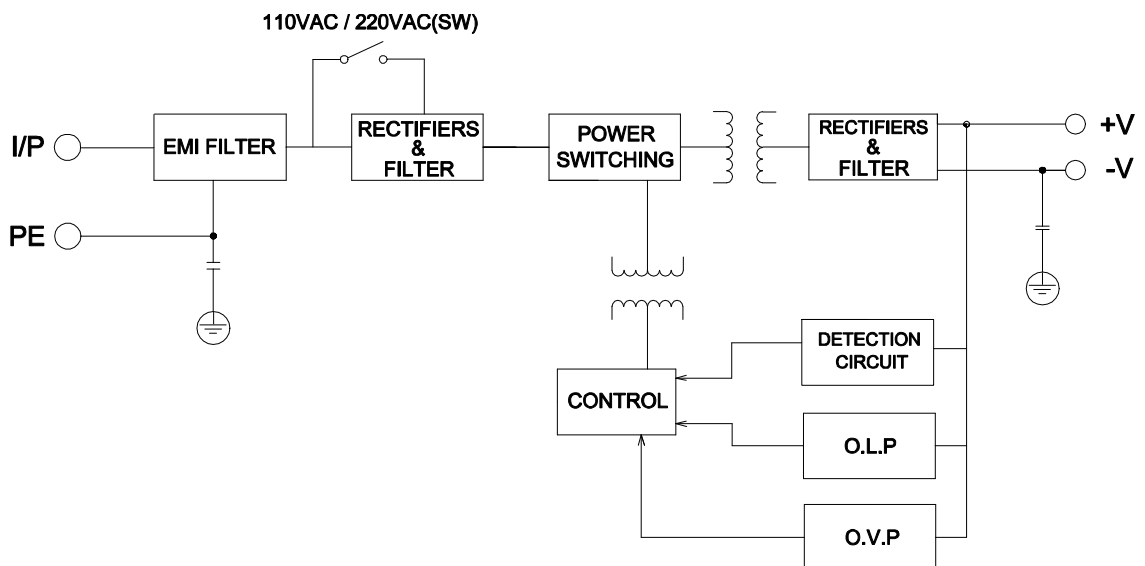 110VAC / 220VAC(SW)
I/P
EMI FILTER
RECTIFIERS
&
FILTER
POWER
SWITCHING
RECTIFIERS
&
FILTER
+V
-V
PE
DETECTION
CIRCUIT
CONTROL
O.L.P
O.V.P